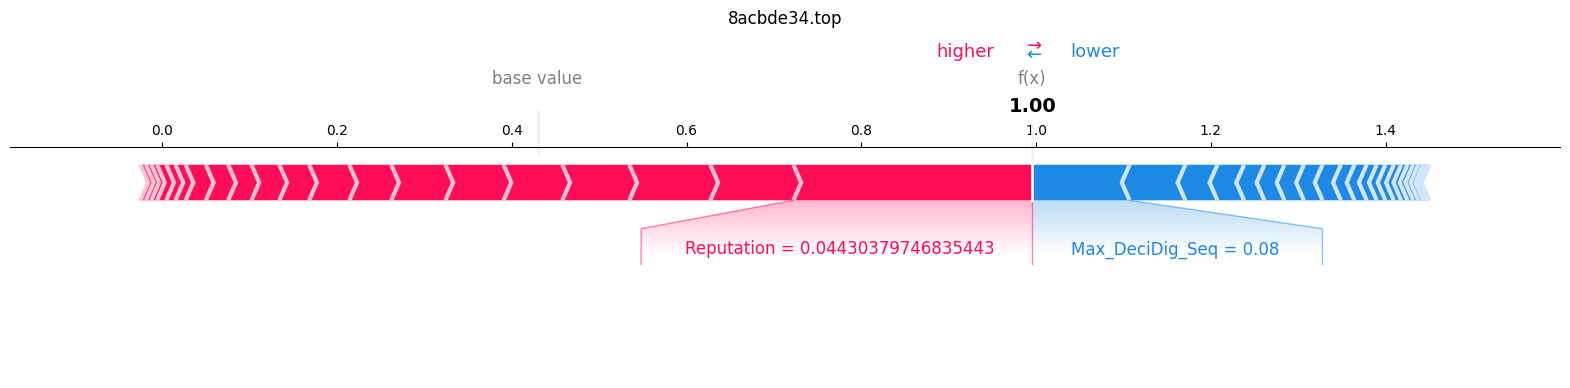 8acbde34.top
higher → ← lower
base value f(x)
1.00
0.0 0.2 0.4 0.6 0.8 1.0 1.2 1.4
Reputation = 0.04430379746835443 Max_DeciDig_Seq = 0.08